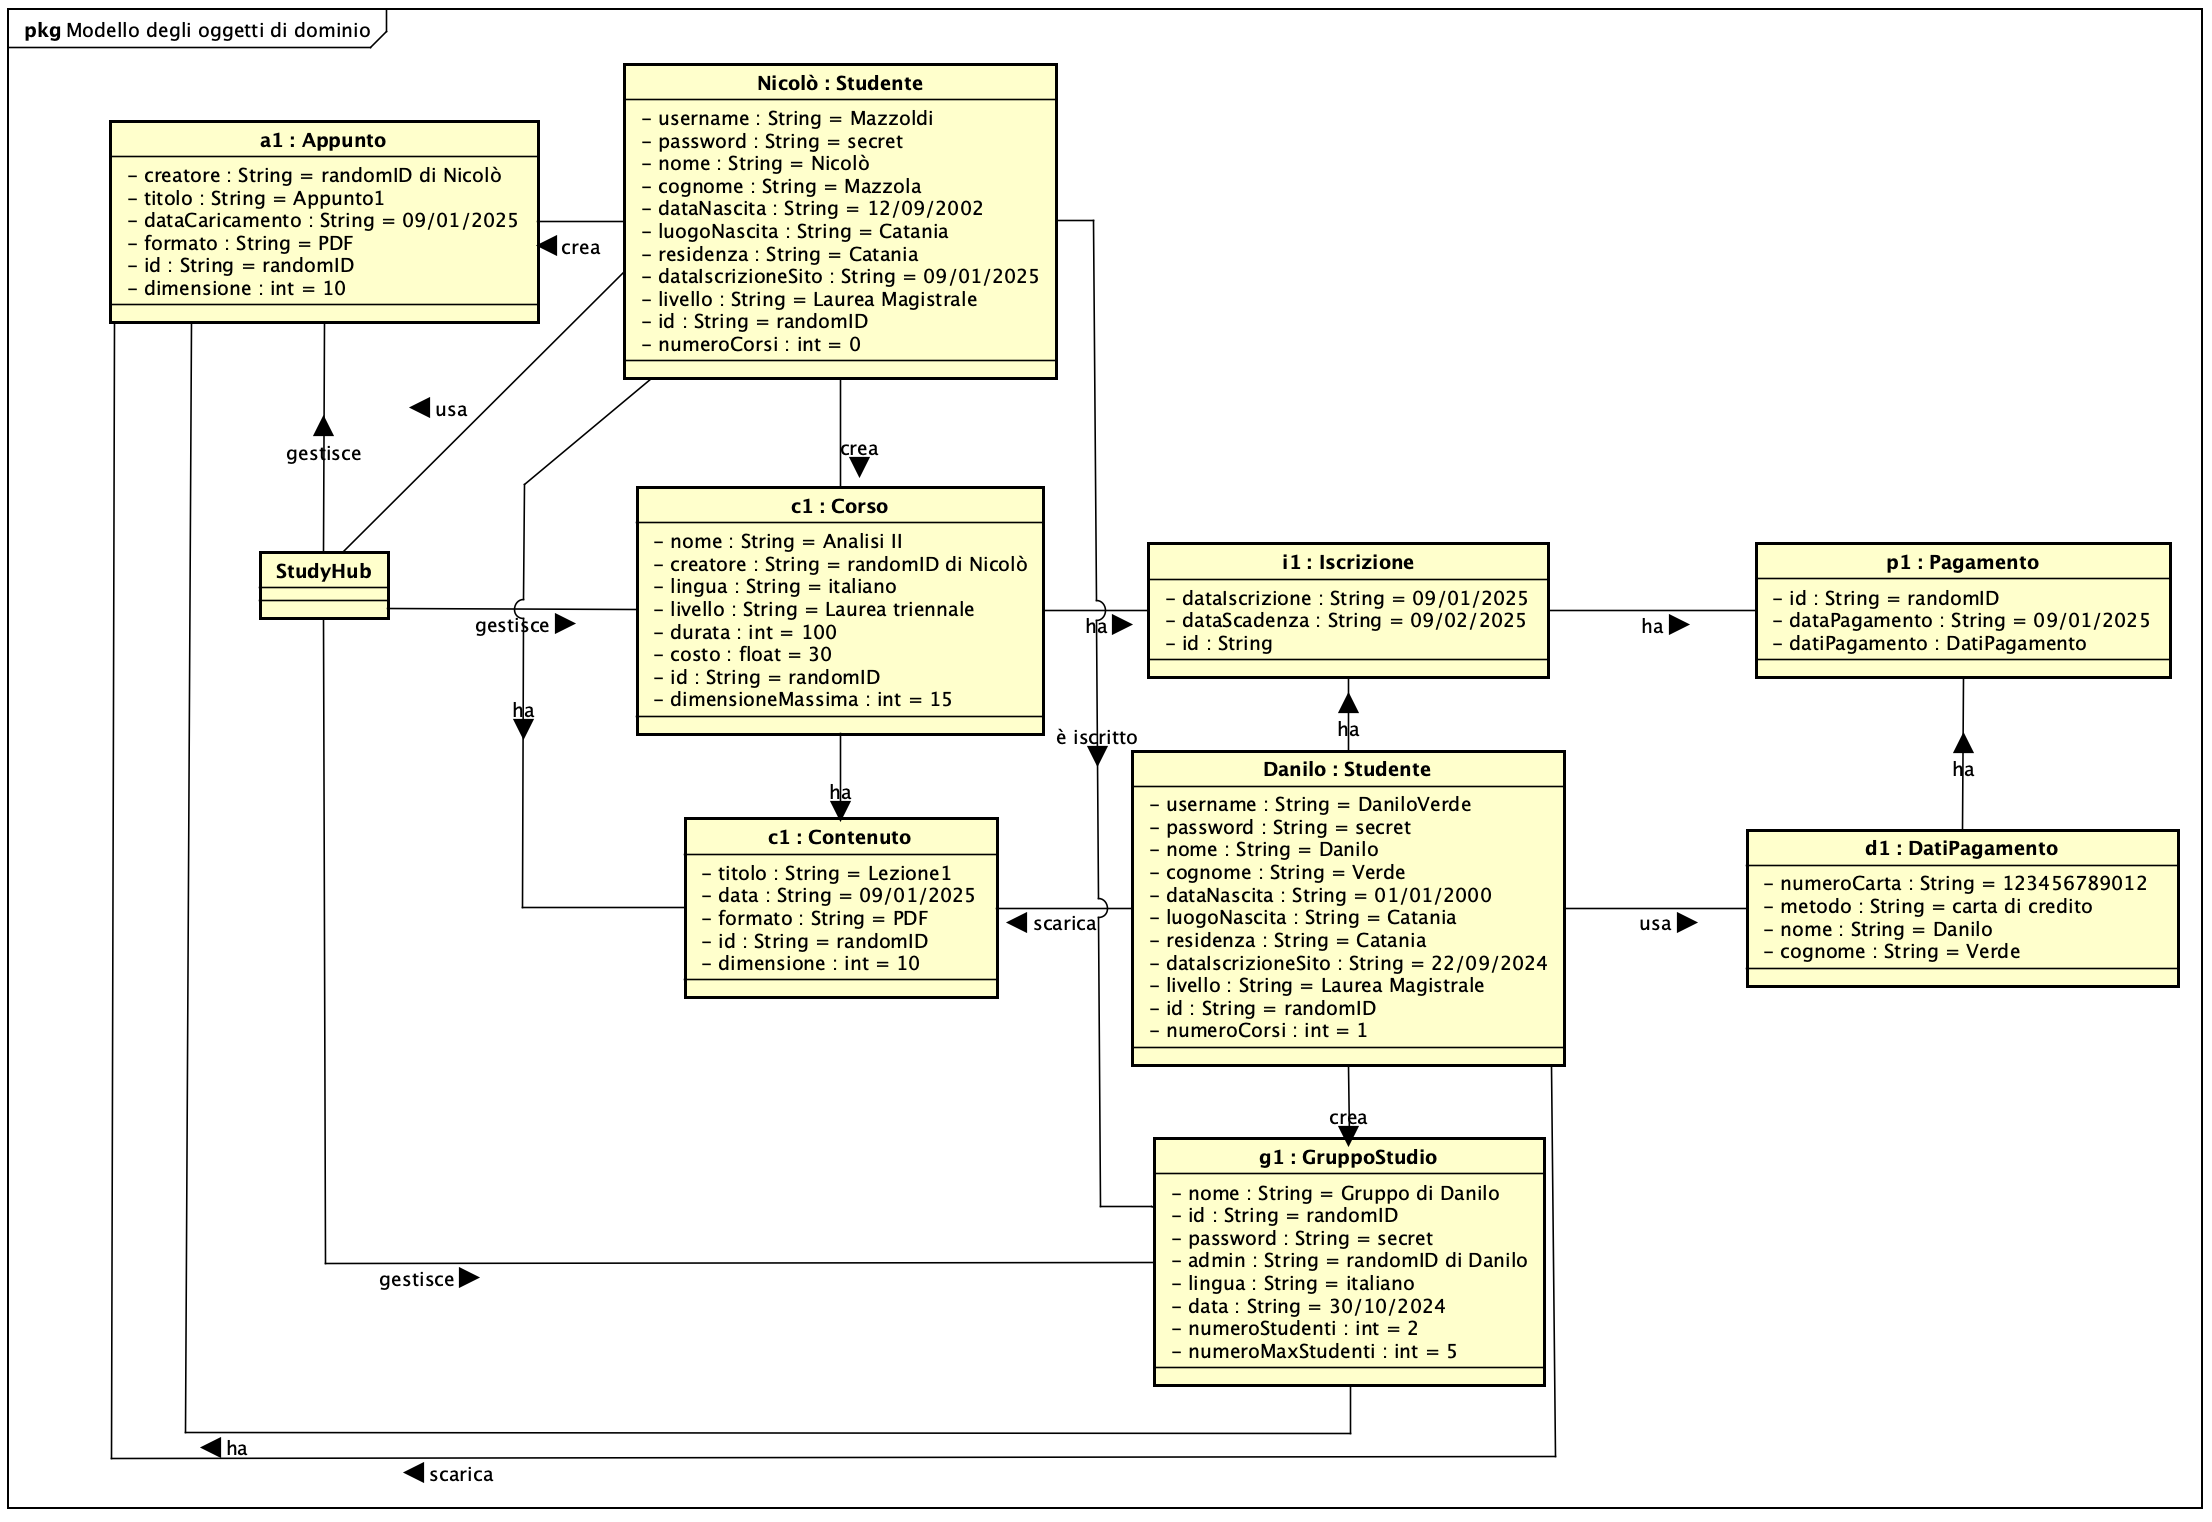 pkg Modello degli oggetti di dominio
Nicolò : Studente
- username : String = Mazzoldi
- password : String = secret
- nome : String = Nicolò
- cognome : String = Mazzola
- dataNascita : String = 12/09/2002
- luogoNascita : String = Catania
- residenza : String = Catania
- dataIscrizioneSito : String = 09/01/2025
- livello : String = Laurea Magistrale
- id : String = randomID
- numeroCorsi : int = 0
a1 : Appunto
- creatore : String = randomID di Nicolò
- titolo : String = Appunto1
- dataCaricamento : String = 09/01/2025
- formato : String = PDF
- id : String = randomID
- dimensione : int = 10
crea
usa
gestisce
crea
c1 : Corso
- nome : String = Analisi II
- creatore : String = randomID di Nicolò
- lingua : String = italiano
- livello : String = Laurea triennale
- durata : int = 100
- costo : float = 30
- id : String = randomID
- dimensioneMassima : int = 15
StudyHub
gestisce
ha
i1 : Iscrizione
- dataIscrizione : String = 09/01/2025
- dataScadenza : String = 09/02/2025
- id : String
ha
p1 : Pagamento
- id : String = randomID
- dataPagamento : String = 09/01/2025
- datiPagamento : DatiPagamento
ha
è iscritto
ha
ha
ha
c1 : Contenuto
- titolo : String = Lezione1
- data : String = 09/01/2025
- formato : String = PDF
- id : String = randomID
- dimensione : int = 10
scarica
Danilo : Studente
- username : String = DaniloVerde
- password : String = secret
- nome : String = Danilo
- cognome : String = Verde
- dataNascita : String = 01/01/2000
- luogoNascita : String = Catania
- residenza : String = Catania
- dataIscrizioneSito : String = 22/09/2024
- livello : String = Laurea Magistrale
- id : String = randomID
- numeroCorsi : int = 1
usa
d1 : DatiPagamento
- numeroCarta : String = 123456789012
- metodo : String = carta di credito
- nome : String = Danilo
- cognome : String = Verde
crea
g1 : GruppoStudio
- nome : String = Gruppo di Danilo
- id : String = randomID
- password : String = secret
- admin : String = randomID di Danilo
- lingua : String = italiano
- data : String = 30/10/2024
- numeroStudenti : int = 2
- numeroMaxStudenti : int = 5
gestisce
ha
scarica